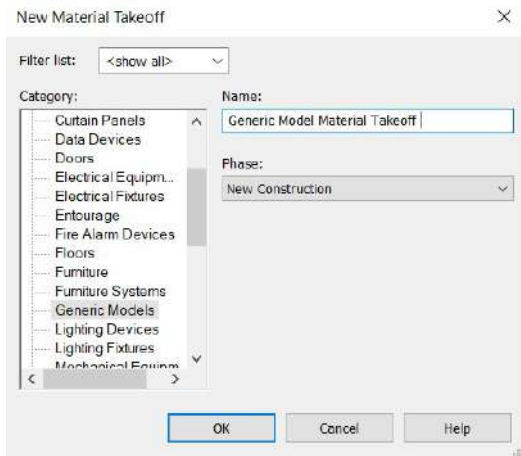 New Material Takeoff
Filter list:
<show all>
Category:
Curtain Panels
Data Devices
Doors
Electrical Equipm...
Electrical Fixtures
Entourage
Fire Alarm Devices
Floors
Furniture
Furniture Systems
Generic Models
Lighting Devices
Lighting Fixtures
Mechanical Equipm
Name:
Generic Model Material Takeoff
Phase:
New Construction
OK
Cancel
Help